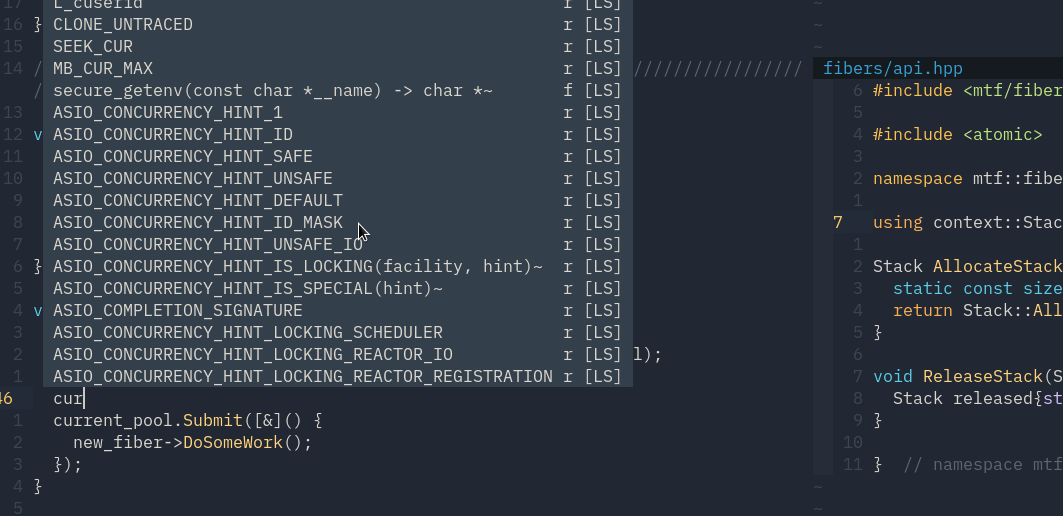 17 L_cuserid r [LS]
16 } CLONE_UNTRACED r [LS]
15 SEEK_CUR r [LS]
14 / MB_CUR_MAX r [LS] /////////////////
/ secure_getenv(const char *__name) -> char *~ f [LS]
13 ASIO_CONCURRENCY_HINT_1 r [LS]
12 v ASIO_CONCURRENCY_HINT_ID r [LS]
11 ASIO_CONCURRENCY_HINT_SAFE r [LS]
10 ASIO_CONCURRENCY_HINT_UNSAFE r [LS]
9 ASIO_CONCURRENCY_HINT_DEFAULT r [LS]
8 ASIO_CONCURRENCY_HINT_ID_MASK r [LS]
7 ASIO_CONCURRENCY_HINT_UNSAFE_IO r [LS]
6 } ASIO_CONCURRENCY_HINT_IS_LOCKING(facility, hint)~ r [LS]
5 ASIO_CONCURRENCY_HINT_IS_SPECIAL(hint)~ r [LS]
4 v ASIO_COMPLETION_SIGNATURE r [LS]
3 ASIO_CONCURRENCY_HINT_LOCKING_SCHEDULER r [LS]
2 ASIO_CONCURRENCY_HINT_LOCKING_REACTOR_IO r [LS] l);
1 ASIO_CONCURRENCY_HINT_LOCKING_REACTOR_REGISTRATION r [LS]
46 cur
1 current_pool.Submit([&]() {
2 new_fiber->DoSomeWork();
3 });
4 }
5
~
~
~
fibers/api.hpp
6 #include <mtf/fiber
5
4 #include <atomic>
3
2 namespace mtf::fibe
1
7 using context::Stac
1
2 Stack AllocateStack
3 static const size
4 return Stack::All
5 }
6
7 void ReleaseStack(S
8 Stack released{st
9 }
10
11 } // namespace mtf
~
~